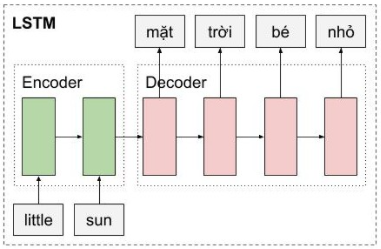 LSTM
mặt trời bé nhỏ
Encoder Decoder
little sun